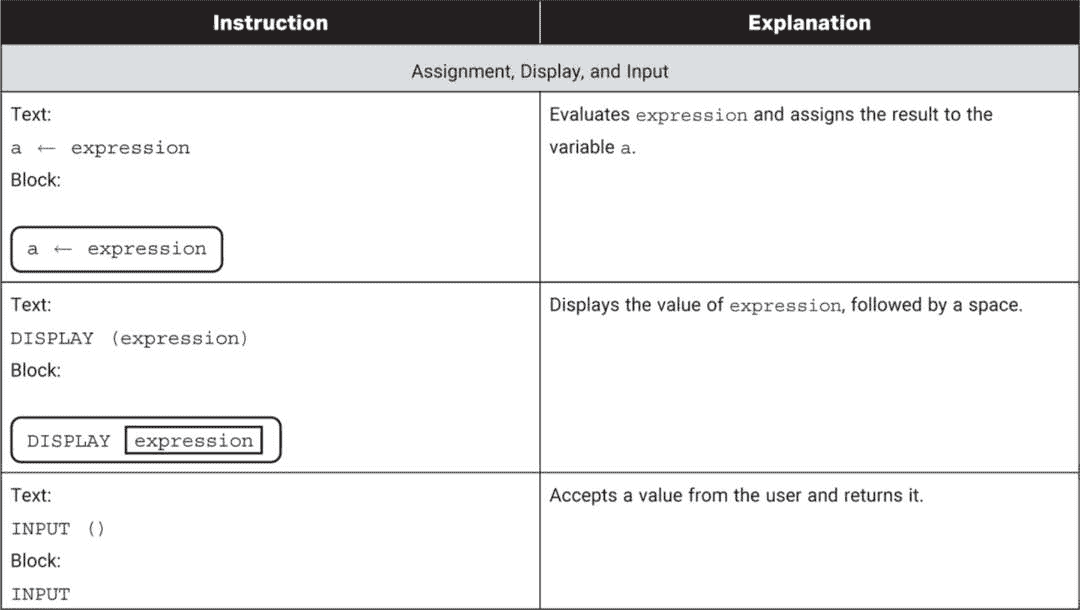 Instruction Explanation
Assignment, Display, and Input
Text:
a ← expression
Block:
a ← expression
Evaluates expression and assigns the result to the
variable a.
Text:
DISPLAY (expression)
Block:
DISPLAY expression
Displays the value of expression, followed by a space.
Text:
INPUT ()
Block:
INPUT
Accepts a value from the user and returns it.